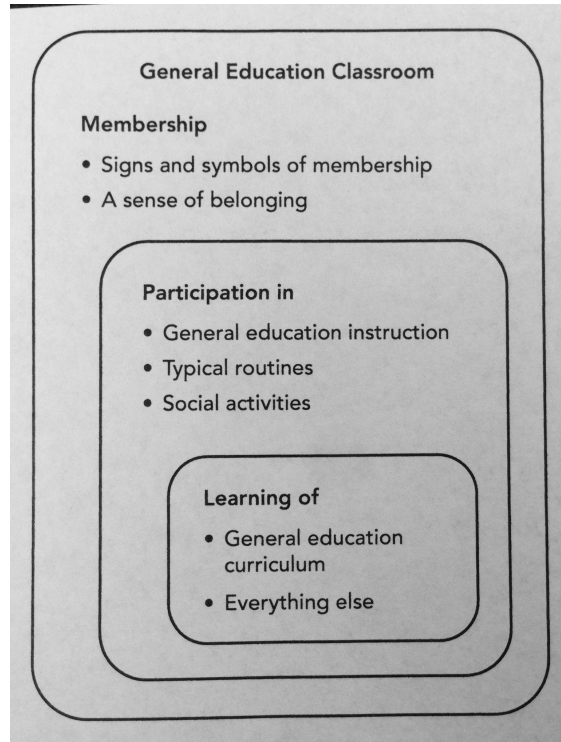 General Education Classroom
Membership
• Signs and symbols of membership
• A sense of belonging
Participation in
• General education instruction
• Typical routines
• Social activities
Learning of
• General education
curriculum
• Everything else